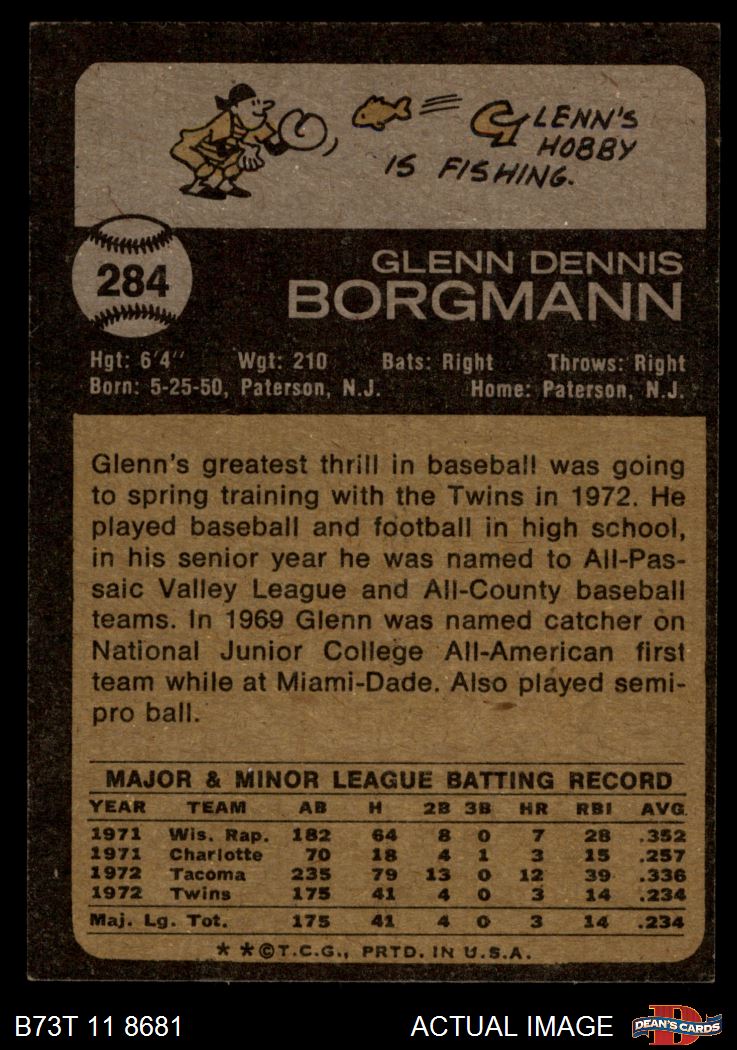 GLENN'S
HOBBY
IS FISHING.
284
GLENN DENNIS
BORGMANN
Hgt: 6'4" Wgt: 210 Bats: Right Throws: Right
Born: 5-25-50, Paterson, N.J. Home: Paterson, N.J.
Glenn's greatest thrill in baseball was going
to spring training with the Twins in 1972. He
played baseball and football in high school,
in his senior year he was named to All-Pas-
saic Valley League and All-County baseball
teams. In 1969 Glenn was named catcher on
National Junior College All-American first
team while at Miami-Dade. Also played semi-
pro ball.
MAJOR & MINOR LEAGUE BATTING RECORD
YEAR TEAM AB H 2B 3B HR RBI AVG.
1971 Wis. Rap. 182 64 8 0 7 28 .352
1971 Charlotte 70 18 4 1 3 15 .257
1972 Tacoma 235 79 13 0 12 39 .336
1972 Twins 175 41 4 0 3 14 .234
Maj. Lg. Tot. 175 41 4 0 3 14 .234
* * © T.C.G., PRTD. IN U.S.A.
B73T 11 8681 ACTUAL IMAGE DEAN'S CARDS